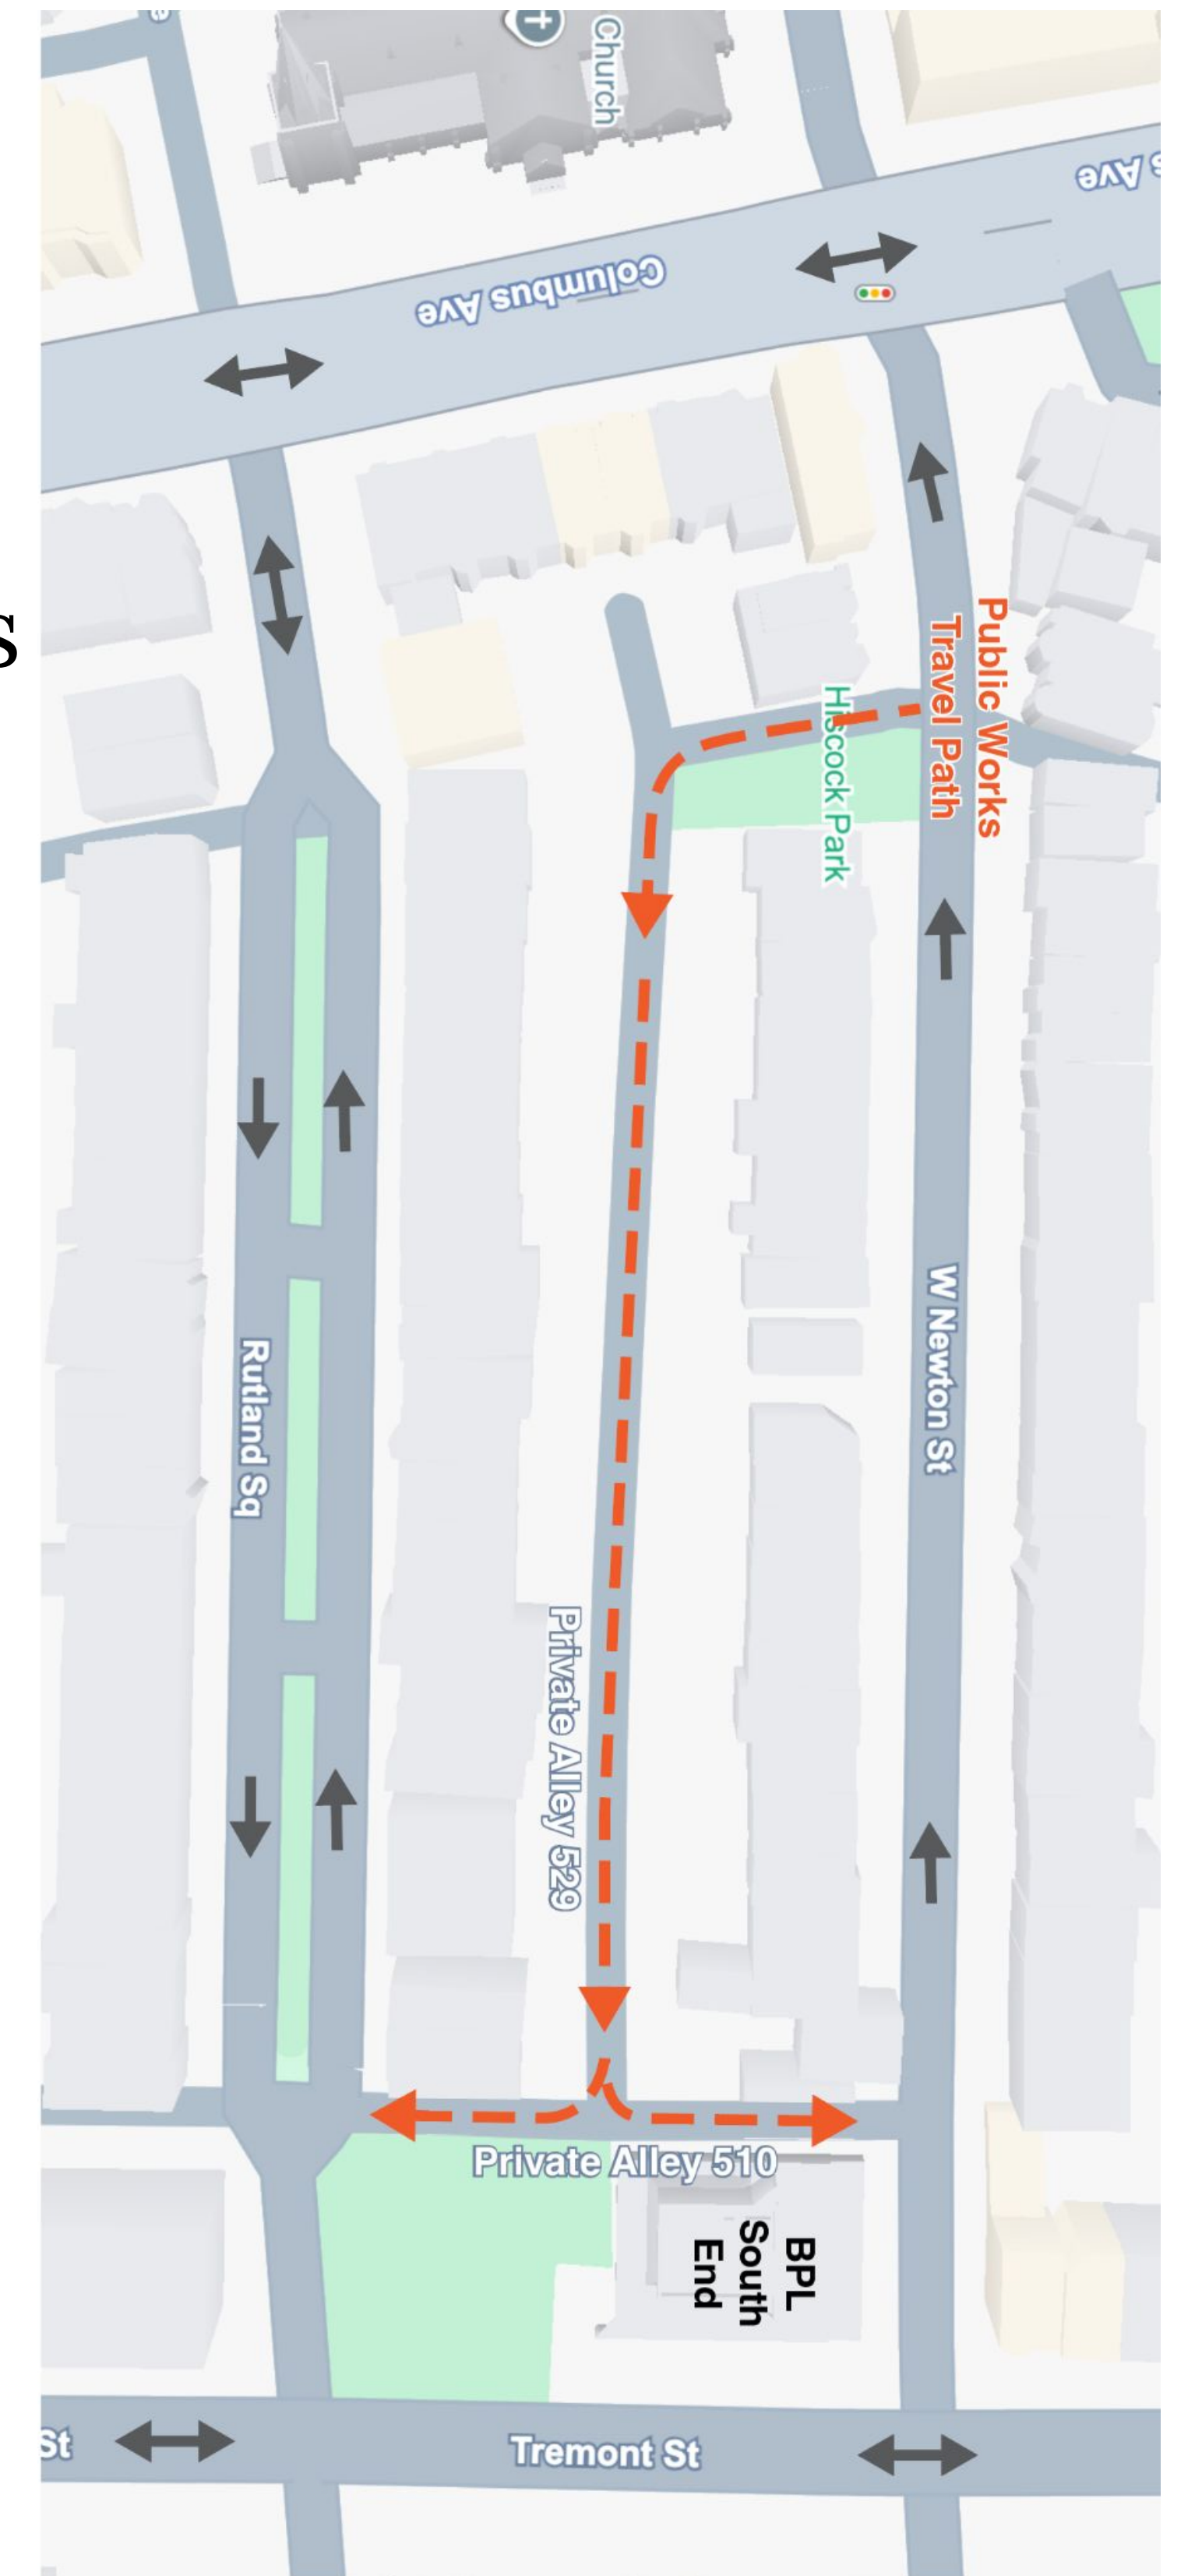 Church
s Ave
Columbus Ave
Public Works
Travel Path
Hiscock Park
W Newton St
Rutland Sq
Private Alley 529
Private Alley 510
BPL
South
End
St
Tremont St
s
e